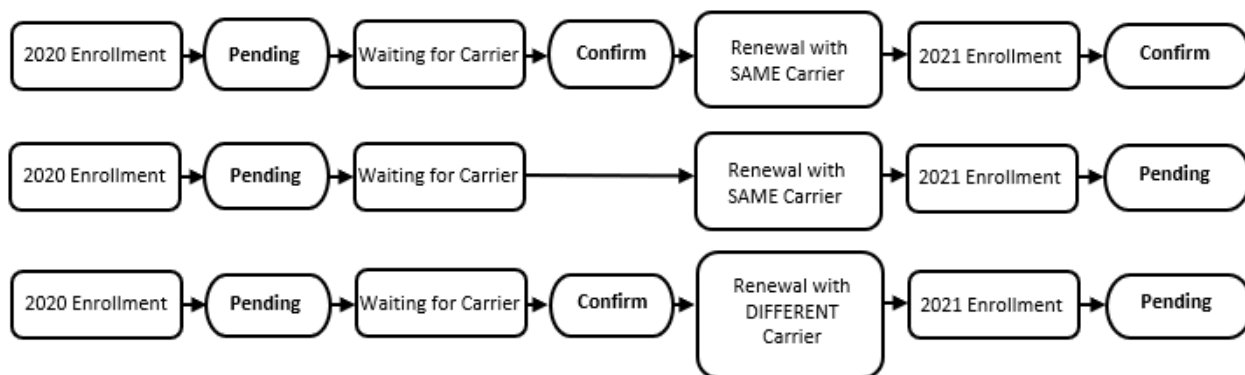 2020 Enrollment
Pending
Waiting for Carrier
Confirm
Renewal with
SAME Carrier
2021 Enrollment
Confirm
2020 Enrollment
Pending
Waiting for Carrier
Renewal with
SAME Carrier
2021 Enrollment
Pending
2020 Enrollment
Pending
Waiting for Carrier
Confirm
Renewal with
DIFFERENT
Carrier
2021 Enrollment
Pending